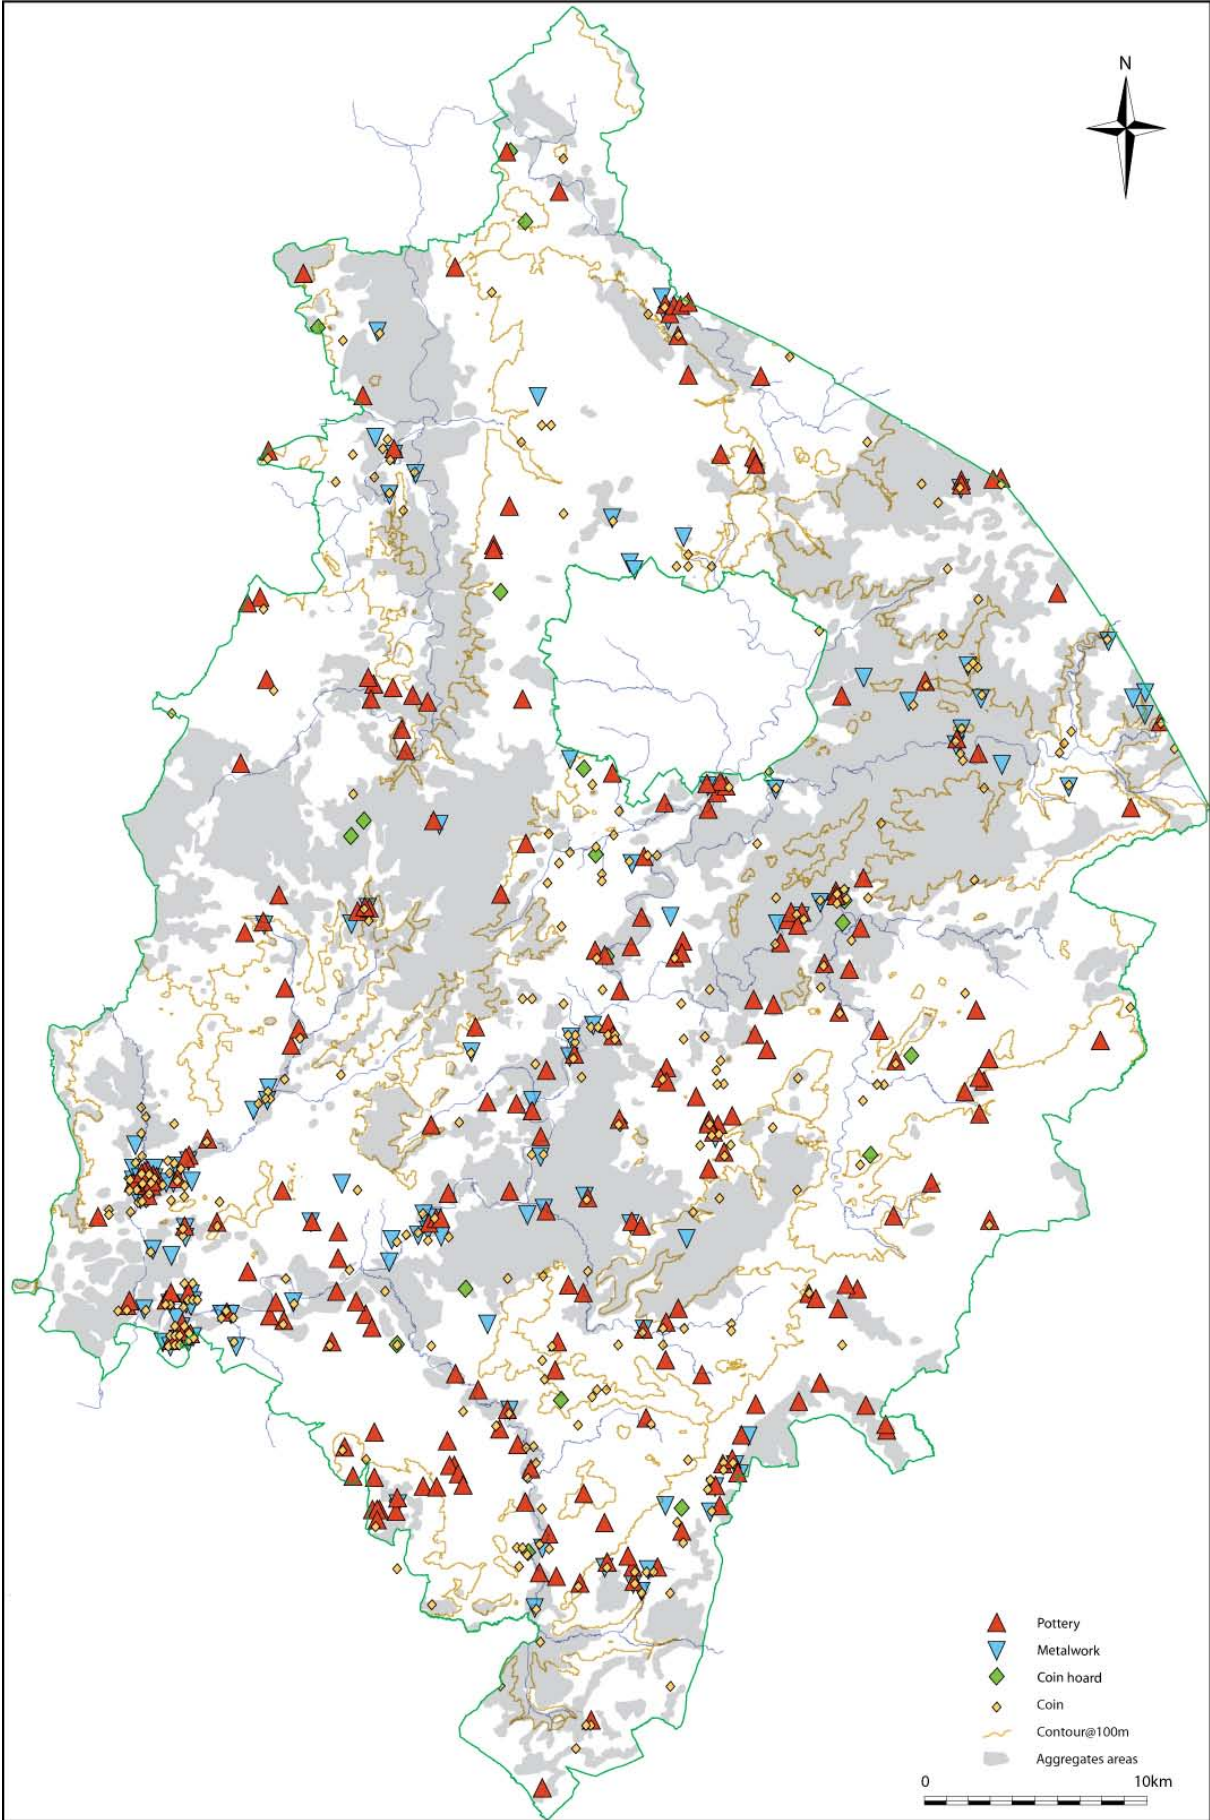 N
Pottery
Metalwork
Coin hoard
Coin
Contour@100m
Aggregates areas
0 10km